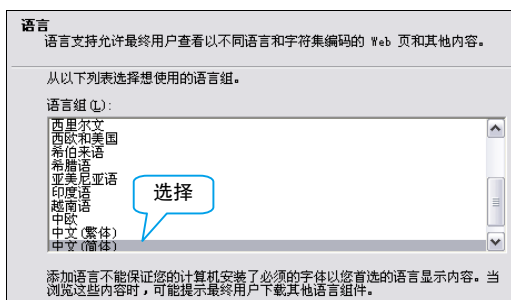 语言
语言支持允许最终用户查看以不同语言和字符集编码的 Web 页和其他内容。
从以下列表选择想使用的语言组。
语言组(L):
西里尔文
西欧和美国
希伯来语
希腊语
亚美尼亚语
印度语
越南语
中欧
中文(繁体)
中文(简体)
选择
添加语言不能保证您的计算机安装了必须的字体以您首选的语言显示内容。当
浏览这些内容时，可能提示最终用户下载其他语言组件。